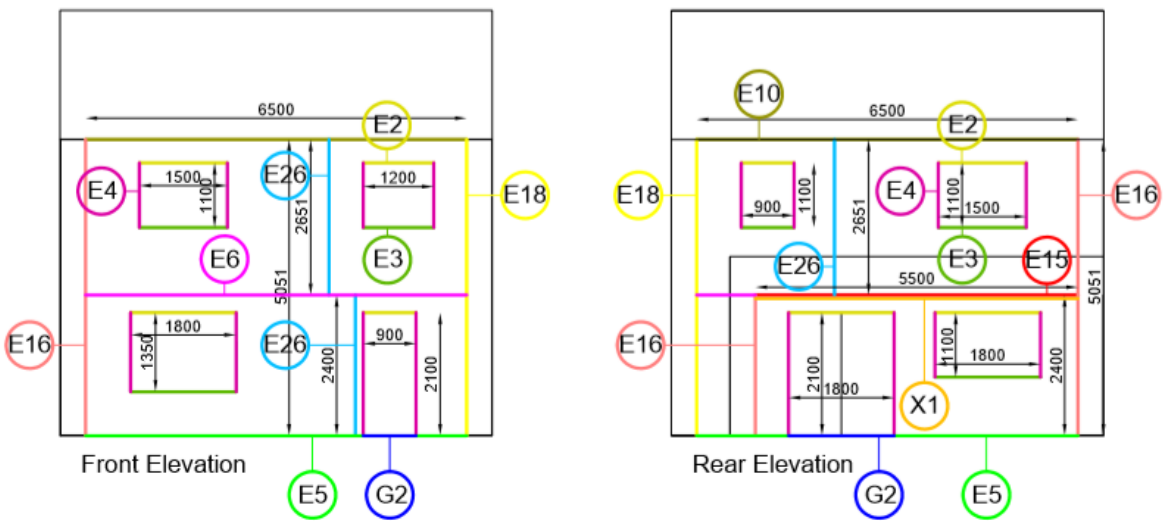 6500
E2
E26
E4
1500
1100
2651
1200
E18
E6
E3
5051
E16
1800
1350
E26
2400
900
2100
Front Elevation
E5
G2
E10
6500
E2
E18
900
1100
2651
E4
1100
1500
E16
E26
E3
E15
5500
5051
E16
2100
1800
1100
1800
2400
X1
Rear Elevation
G2
E5